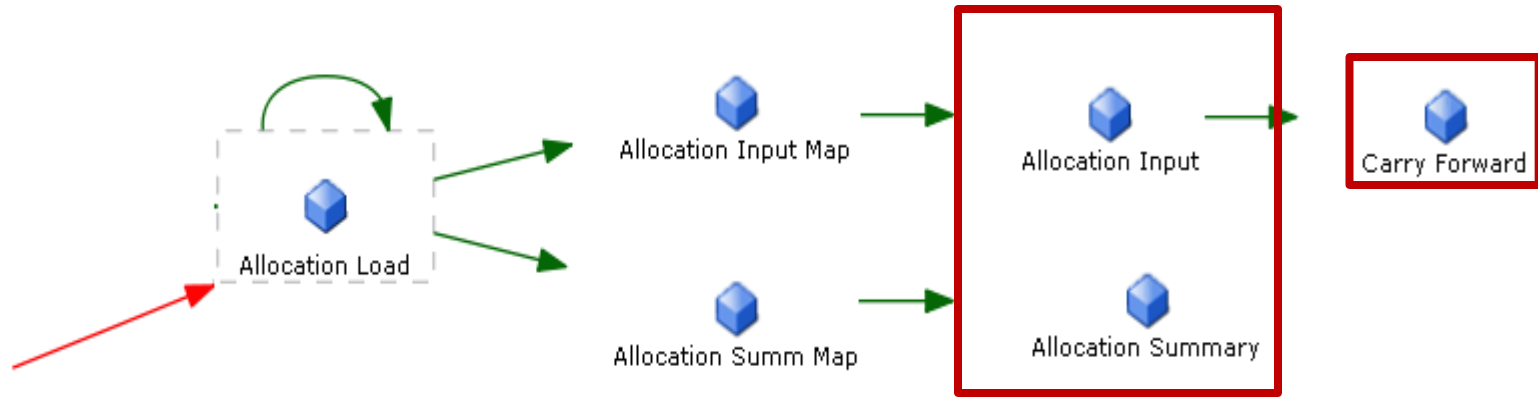 Allocation Load
Allocation Input Map
Allocation Summ Map
Allocation Input
Allocation Summary
Carry Forward